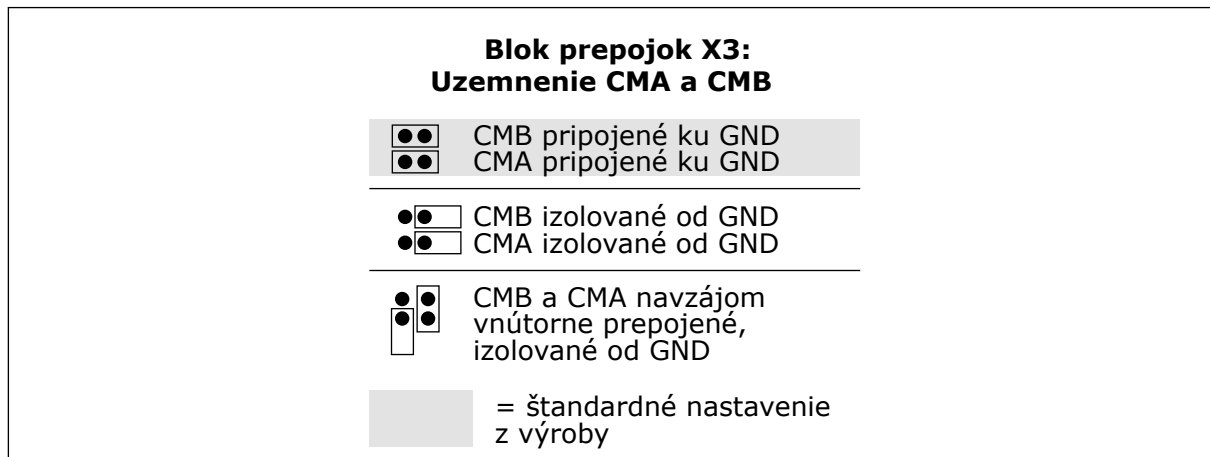 Blok prepojok X3:
Uzemnenie CMA a CMB
CMB pripojené ku GND
CMA pripojené ku GND
CMB izolované od GND
CMA izolované od GND
CMB a CMA navzájom
vnútorne prepojené,
izolované od GND
= štandardné nastavenie
z výroby